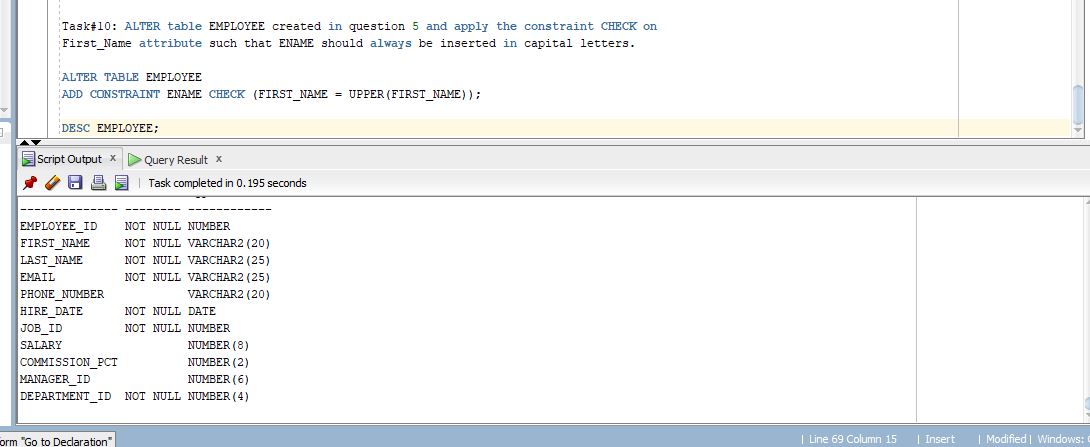 Task#10: ALTER table EMPLOYEE created in question 5 and apply the constraint CHECK on
First_Name attribute such that ENAME should always be inserted in capital letters.
ALTER TABLE EMPLOYEE
ADD CONSTRAINT ENAME CHECK (FIRST_NAME = UPPER(FIRST_NAME));
DESC EMPLOYEE;
Script Output x Query Result x
Task completed in 0.195 seconds
-------------- -------- ------------
EMPLOYEE_ID NOT NULL NUMBER
FIRST_NAME NOT NULL VARCHAR2(20)
LAST_NAME NOT NULL VARCHAR2(25)
EMAIL NOT NULL VARCHAR2(25)
PHONE_NUMBER VARCHAR2(20)
HIRE_DATE NOT NULL DATE
JOB_ID NOT NULL NUMBER
SALARY NUMBER(8)
COMMISSION_PCT NUMBER(2)
MANAGER_ID NUMBER(6)
DEPARTMENT_ID NOT NULL NUMBER(4)
orm "Go to Declaration"
| Line 69 Column 15 | Insert | Modified | Windows: